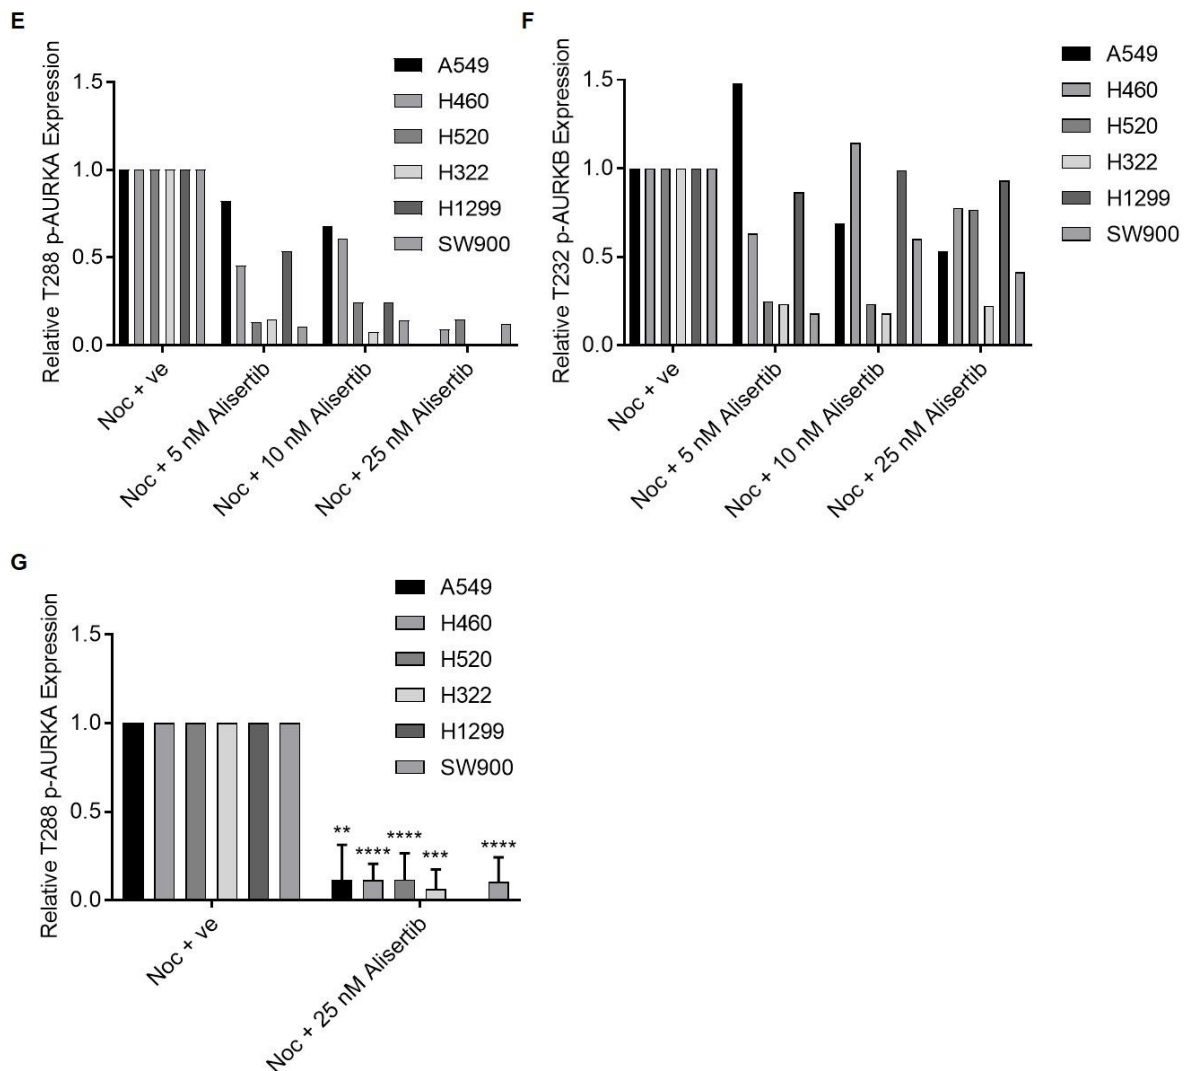 E
Relative T288 p-AURKA Expression
1.5
1.0
0.5
0.0
A549
H460
H520
H322
H1299
SW900
Noc + ve
Noc + 5 nM Alisertib
Noc + 10 nM Alisertib
Noc + 25 nM Alisertib
F
Relative T232 p-AURKB Expression
1.5
1.0
0.5
0.0
A549
H460
H520
H322
H1299
SW900
Noc + ve
Noc + 5 nM Alisertib
Noc + 10 nM Alisertib
Noc + 25 nM Alisertib
G
Relative T288 p-AURKA Expression
1.5
1.0
0.5
0.0
A549
H460
H520
H322
H1299
SW900
**
****
****
***
****
Noc + ve
Noc + 25 nM Alisertib